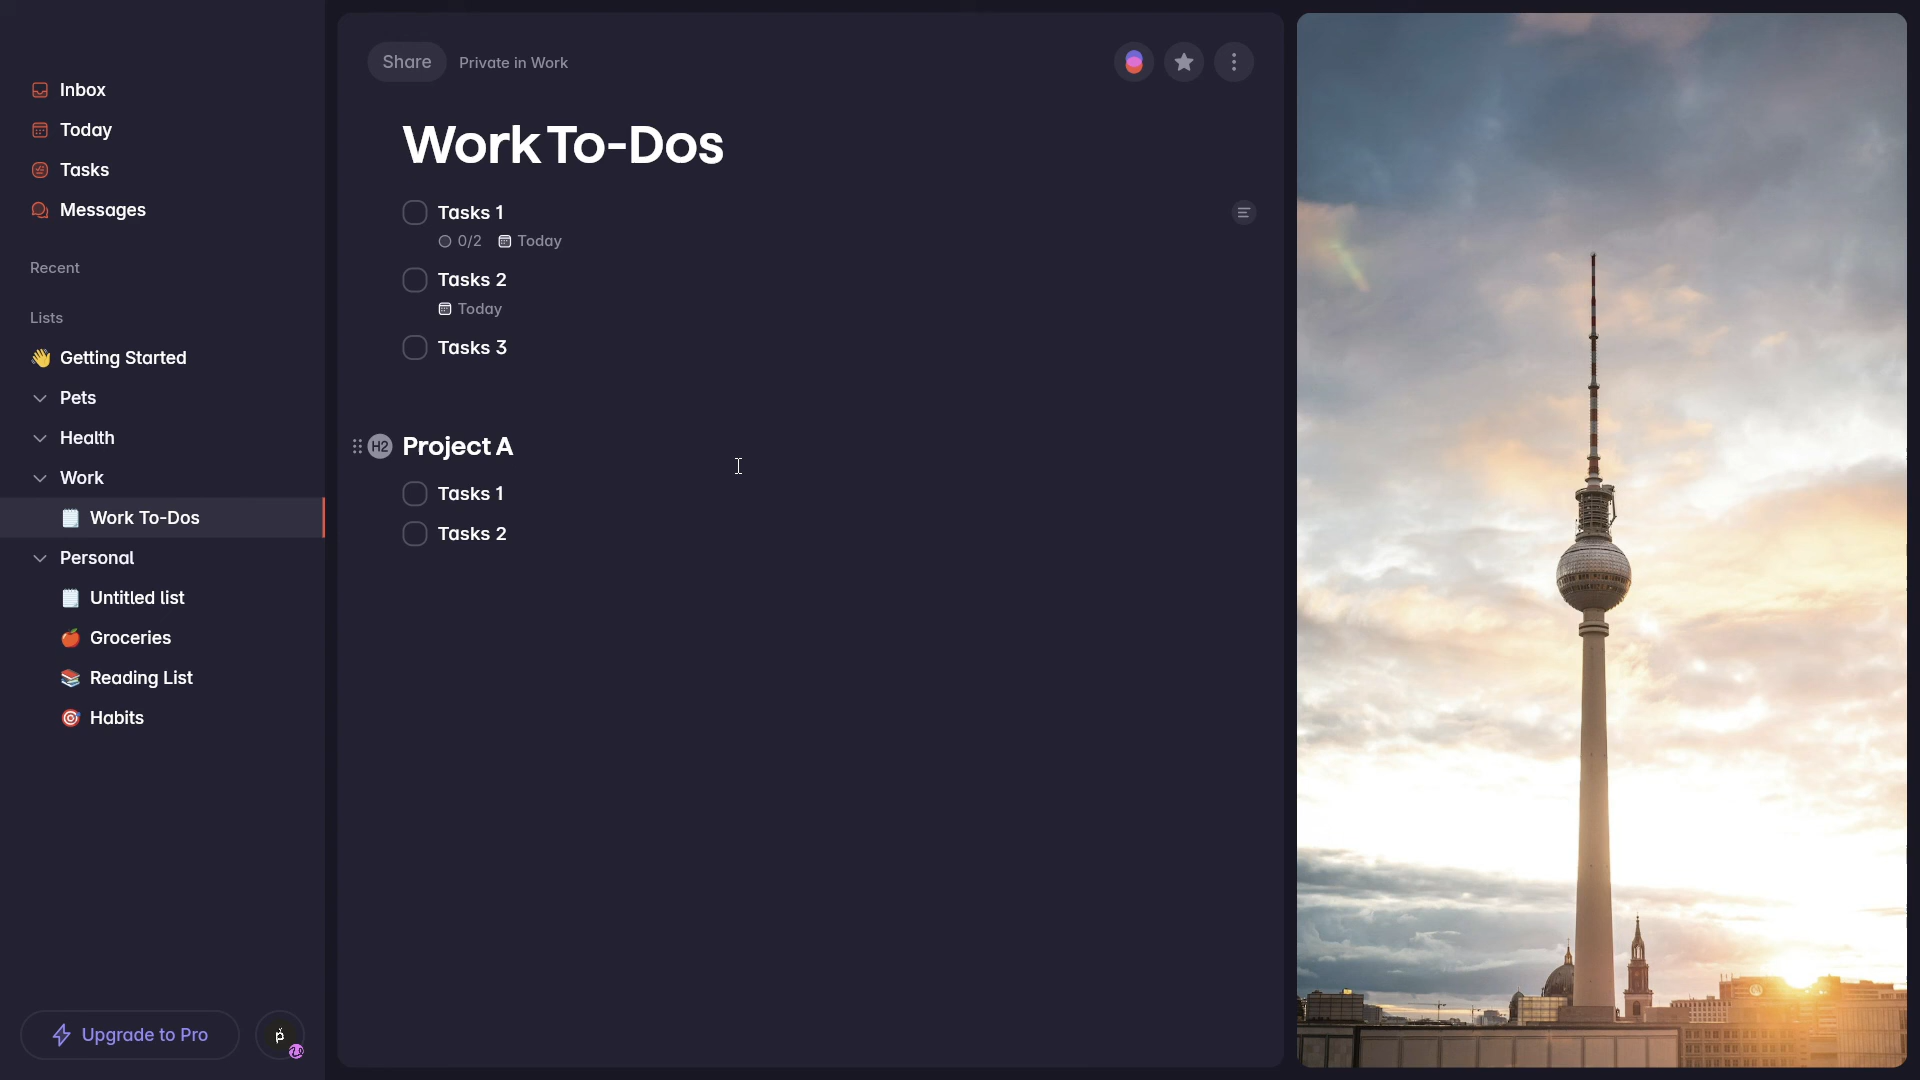 Inbox
Today
Tasks
Messages
Recent
Lists
Getting Started
Pets
Health
Work
Work To-Dos
Personal
Untitled list
Groceries
Reading List
Habits
Upgrade to Pro
Share Private in Work
Work To-Dos
Tasks 1
0/2 Today
Tasks 2
Today
Tasks 3
H2 Project A
Tasks 1
Tasks 2